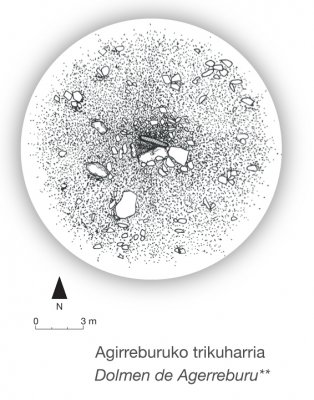 N
0 3 m
Agirreburuko trikuharria
Dolmen de Agerreburu**